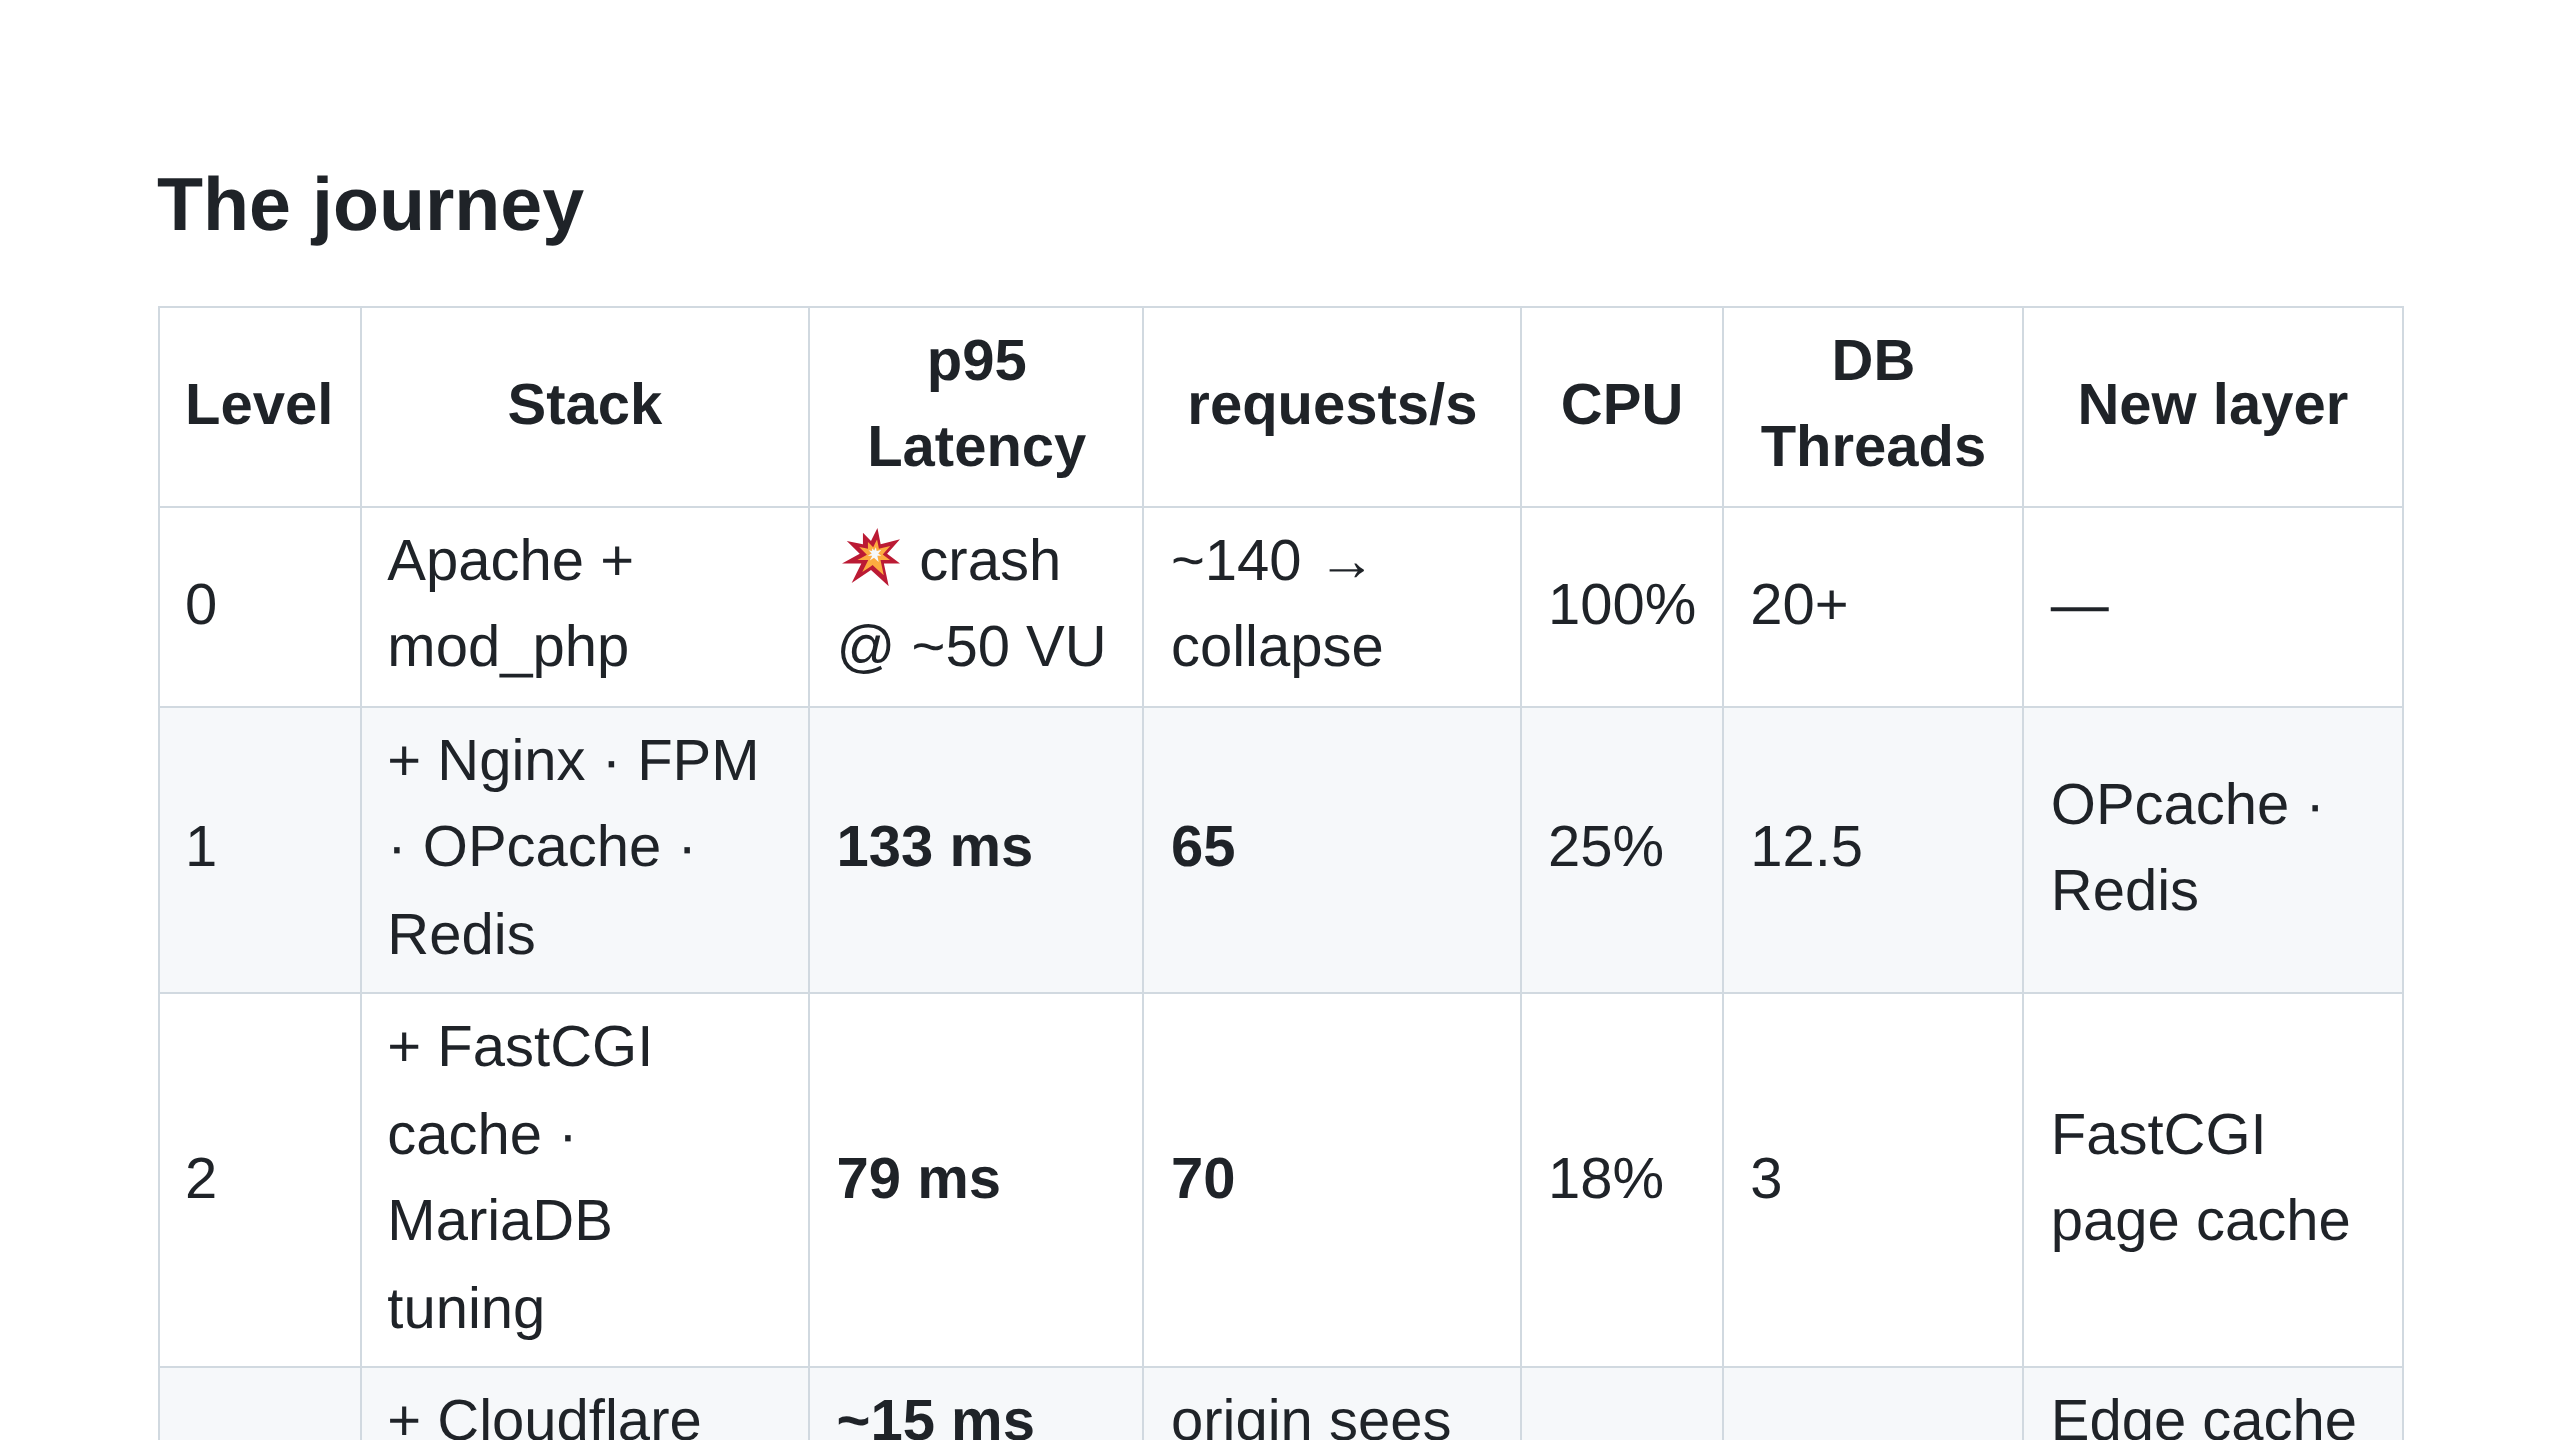 The journey
Level
Stack
p95
Latency
requests/s
CPU
DB
Threads
New layer
0
Apache +
mod_php
💥 crash
@ ~50 VU
~140 →
collapse
100%
20+
—
1
+ Nginx · FPM
· OPcache ·
Redis
133 ms
65
25%
12.5
OPcache ·
Redis
2
+ FastCGI
cache ·
MariaDB
tuning
79 ms
70
18%
3
FastCGI
page cache
+ Cloudflare
~15 ms
origin sees
Edge cache